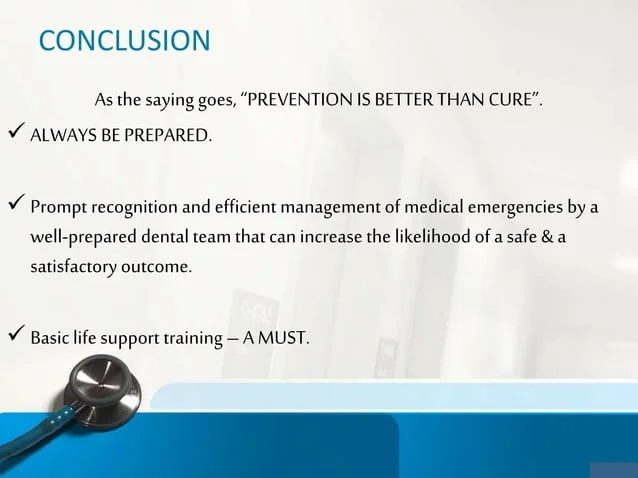 CONCLUSION
As the saying goes, “PREVENTION IS BETTER THAN CURE”.
✓ ALWAYS BE PREPARED.
✓ Prompt recognition and efficient management of medical emergencies by a
well-prepared dental team that can increase the likelihood of a safe & a
satisfactory outcome.
✓ Basic life support training – A MUST.